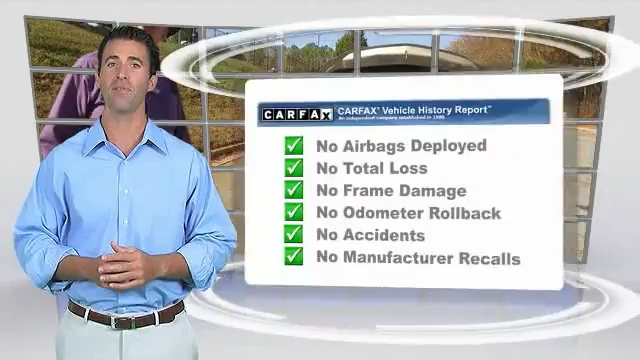 CARFAX CARFAX® Vehicle History Report™
An independent company established in 1986
No Airbags Deployed
No Total Loss
No Frame Damage
No Odometer Rollback
No Accidents
No Manufacturer Recalls